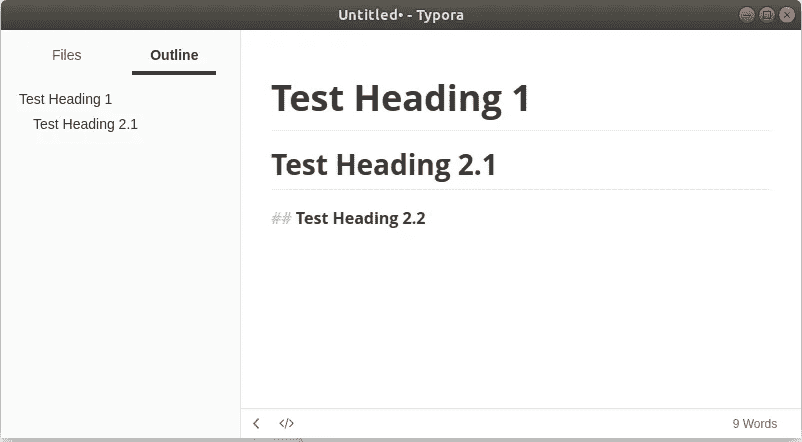 Untitled• - Typora
Files
Outline
Test Heading 1
Test Heading 2.1
Test Heading 1
Test Heading 2.1
## Test Heading 2.2
</>
9 Words